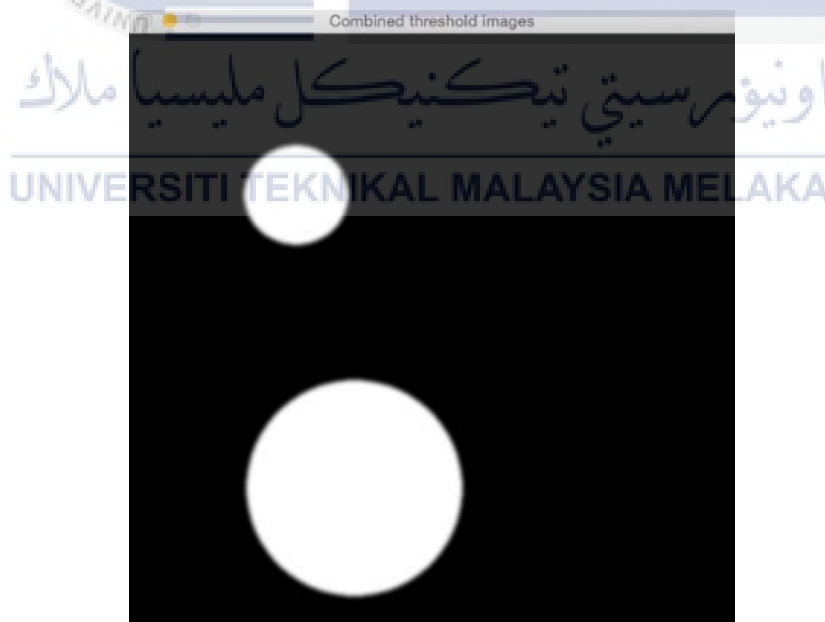 Combined threshold images
اونيۏرسيتي تيكنيكل مليسيا ملاك
UNIVERSITI TEKNIKAL MALAYSIA MELAKA